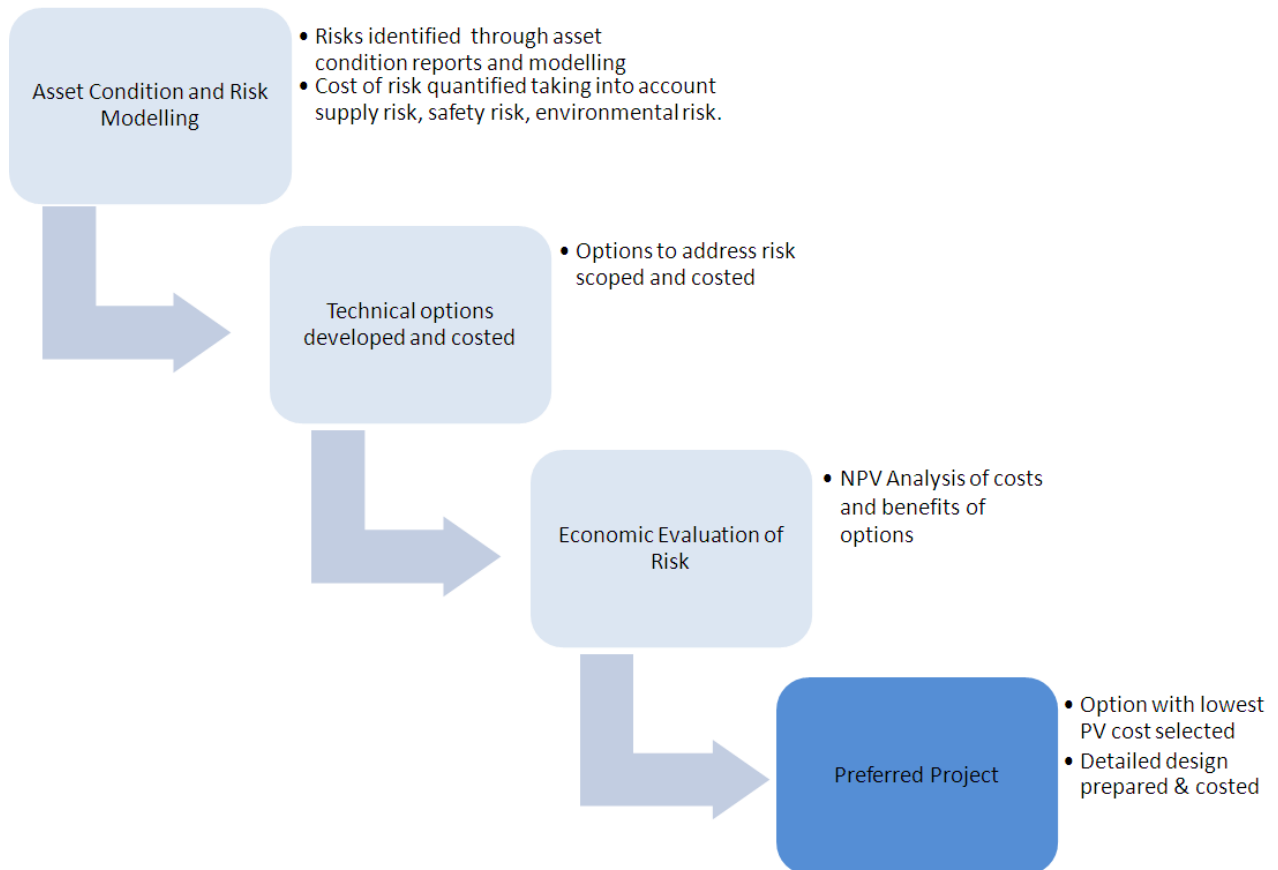 Asset Condition and Risk
Modelling
• Risks identified through asset
condition reports and modelling
• Cost of risk quantified taking into account
supply risk, safety risk, environmental risk.
Technical options
developed and costed
• Options to address risk
scoped and costed
Economic Evaluation of
Risk
• NPV Analysis of costs
and benefits of
options
Preferred Project
• Option with lowest
PV cost selected
• Detailed design
prepared & costed